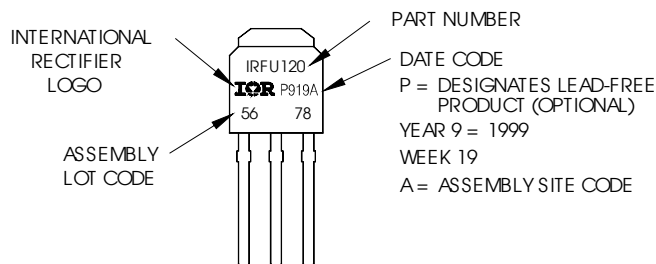 INTERNATIONAL
RECTIFIER
LOGO
ASSEMBLY
LOT CODE
IRFU120
IOR P919A
56 78
PART NUMBER
DATE CODE
P = DESIGNATES LEAD-FREE
PRODUCT (OPTIONAL)
YEAR 9 = 1999
WEEK 19
A = ASSEMBLY SITE CODE